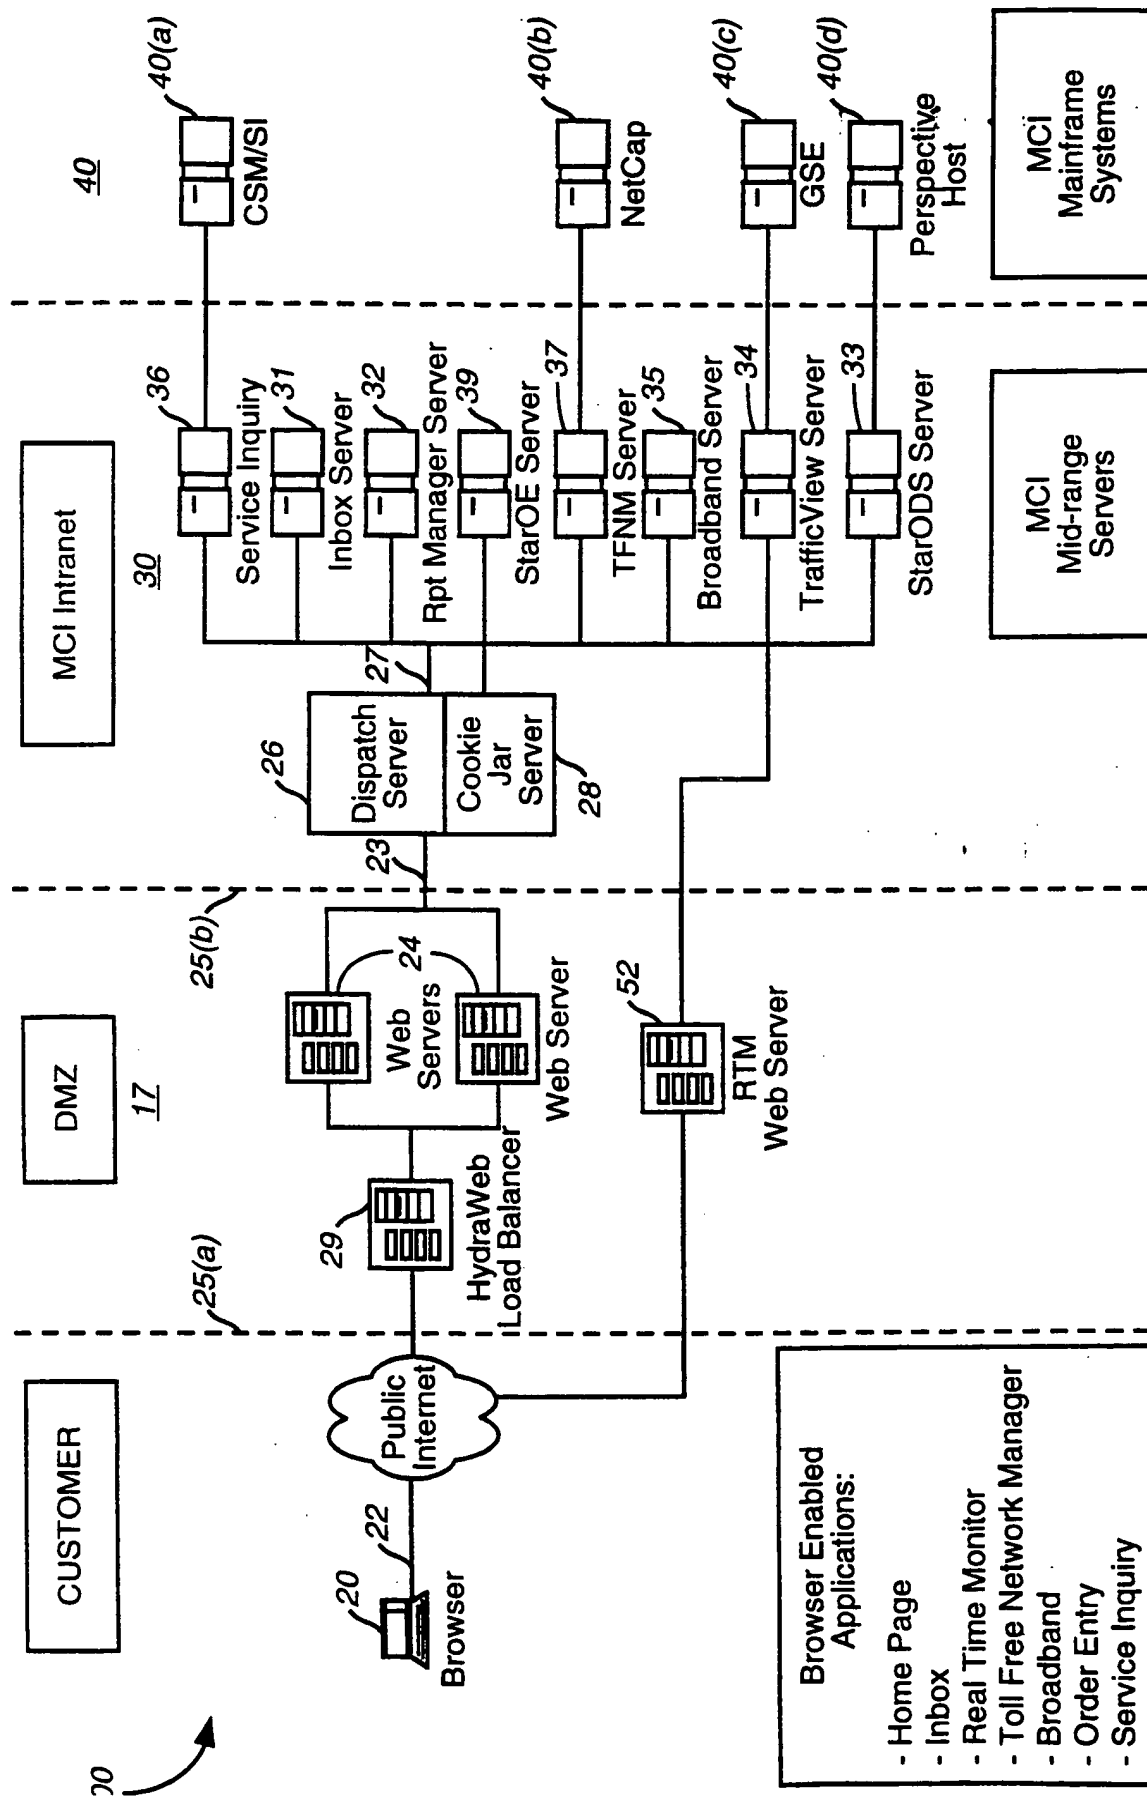 CUSTOMER
DMZ
MCI Intranet
17
30
40
00
25(a)
25(b)
20
22
Browser
Public
Internet
29
HydraWeb
Load Balancer
24
Web
Servers
Web Server
52
RTM
Web Server
23
26
Dispatch
Server
Cookie
Jar
Server
28
27
36
Service Inquiry
31
Inbox Server
32
Rpt Manager Server
39
StarOE Server
37
TFNM Server
35
Broadband Server
34
TrafficView Server
33
StarODS Server
40(a)
CSM/SI
40(b)
NetCap
40(c)
GSE
40(d)
Perspective
Host
Browser Enabled
Applications:
- Home Page
- Inbox
- Real Time Monitor
- Toll Free Network Manager
- Broadband
- Order Entry
- Service Inquiry
MCI
Mid-range
Servers
MCI
Mainframe
Systems